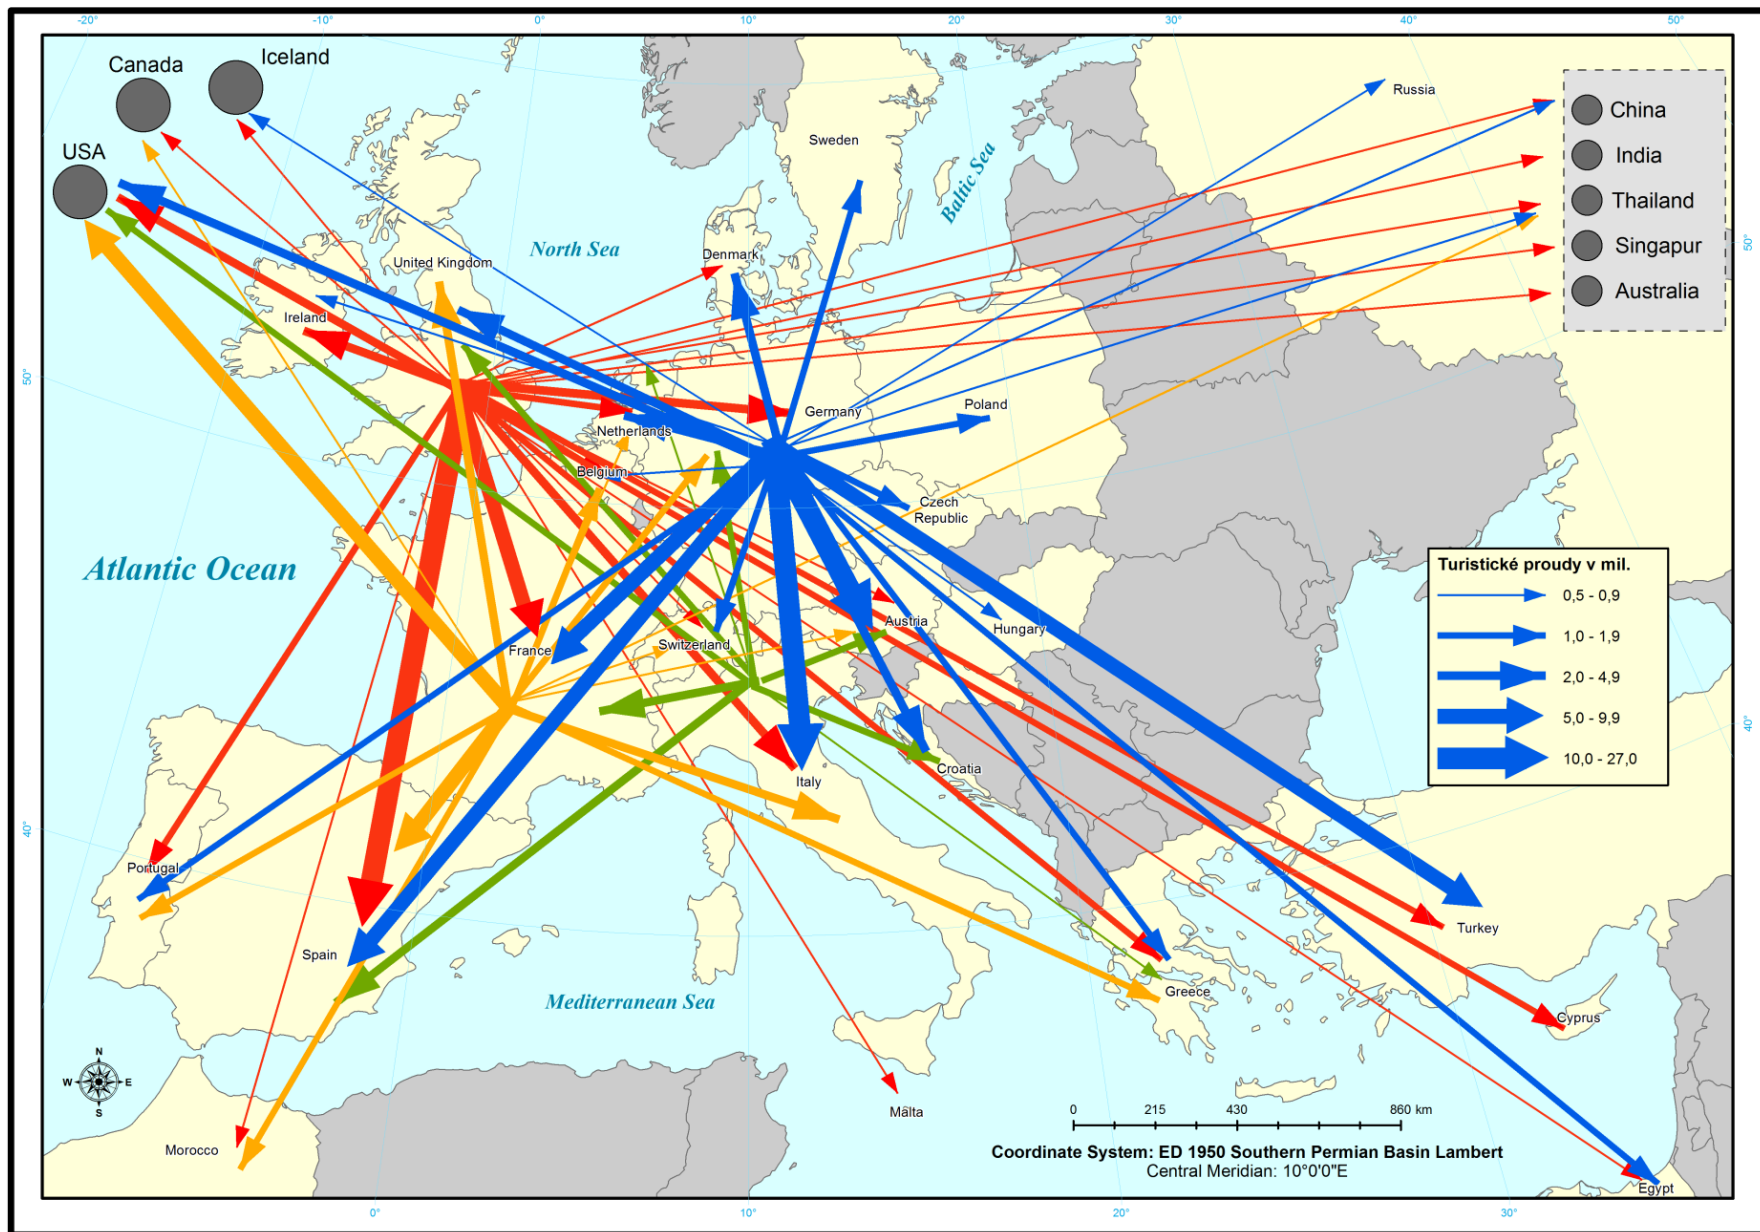 -20°
-10°
0°
10°
20°
30°
40°
50°
Canada
Iceland
USA
Russia
China
India
Thailand
Singapur
Australia
Sweden
Baltic Sea
North Sea
Denmark
United Kingdom
Ireland
50°
50°
Germany
Poland
Netherlands
Belgium
Czech
Republic
Atlantic Ocean
Turistické proudy v mil.
0,5 - 0,9
1,0 - 1,9
2,0 - 4,9
5,0 - 9,9
10,0 - 27,0
Austria
Hungary
Switzerland
France
40°
40°
Croatia
Italy
Portugal
Spain
Turkey
Greece
Cyprus
Mediterranean Sea
N
W
E
S
Malta
Morocco
Egypt
0
215
430
860 km
Coordinate System: ED 1950 Southern Permian Basin Lambert
Central Meridian: 10°0'0"E
0°
10°
20°
30°